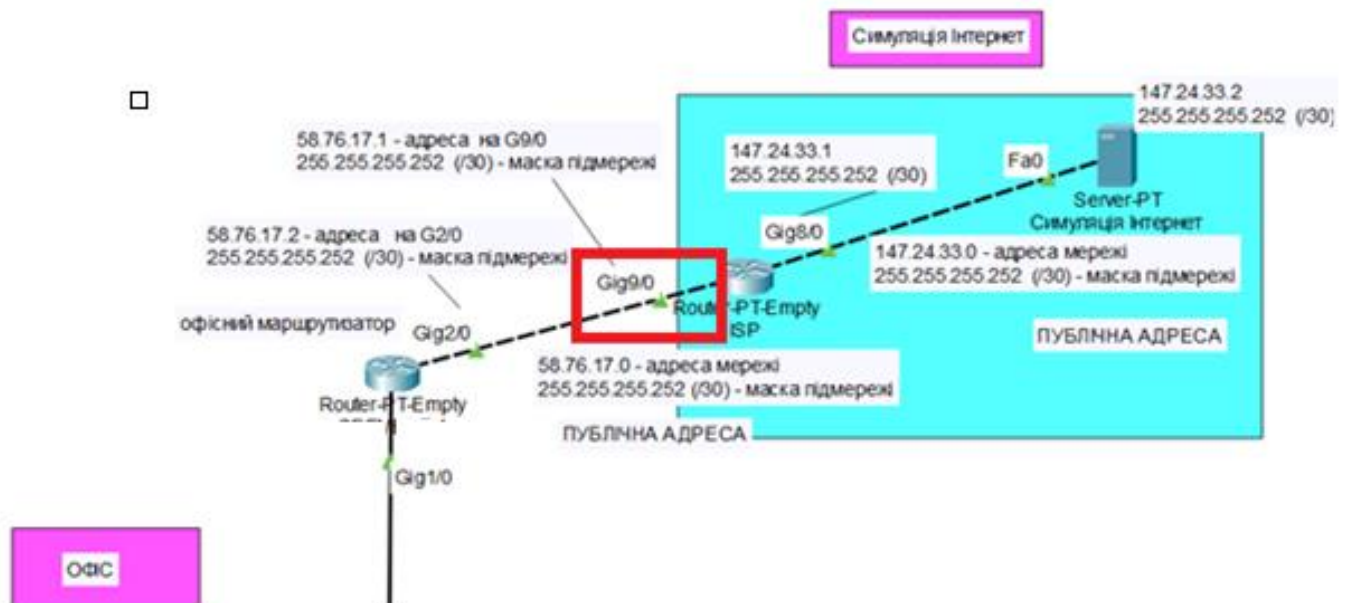 Симуляція Інтернет
147.24.33.2
255.255.255.252 (/30)
58.76.17.1 - адреса на G9/0
255.255.255.252 (/30) - маска підмережі
147.24.33.1
255.255.255.252 (/30)
Fa0
Server-PT
Симуляція Інтернет
58.76.17.2 - адреса на G2/0
255.255.255.252 (/30) - маска підмережі
Gig8/0
147.24.33.0 - адреса мережі
255.255.255.252 (/30) - маска підмережі
Gig9/0
Router-PT-Empty
ISP
офісний маршрутизатор
Gig2/0
ПУБЛІЧНА АДРЕСА
58.76.17.0 - адреса мережі
255.255.255.252 (/30) - маска підмережі
Router-PT-Empty
ПУБЛІЧНА АДРЕСА
Gig1/0
ОФІС